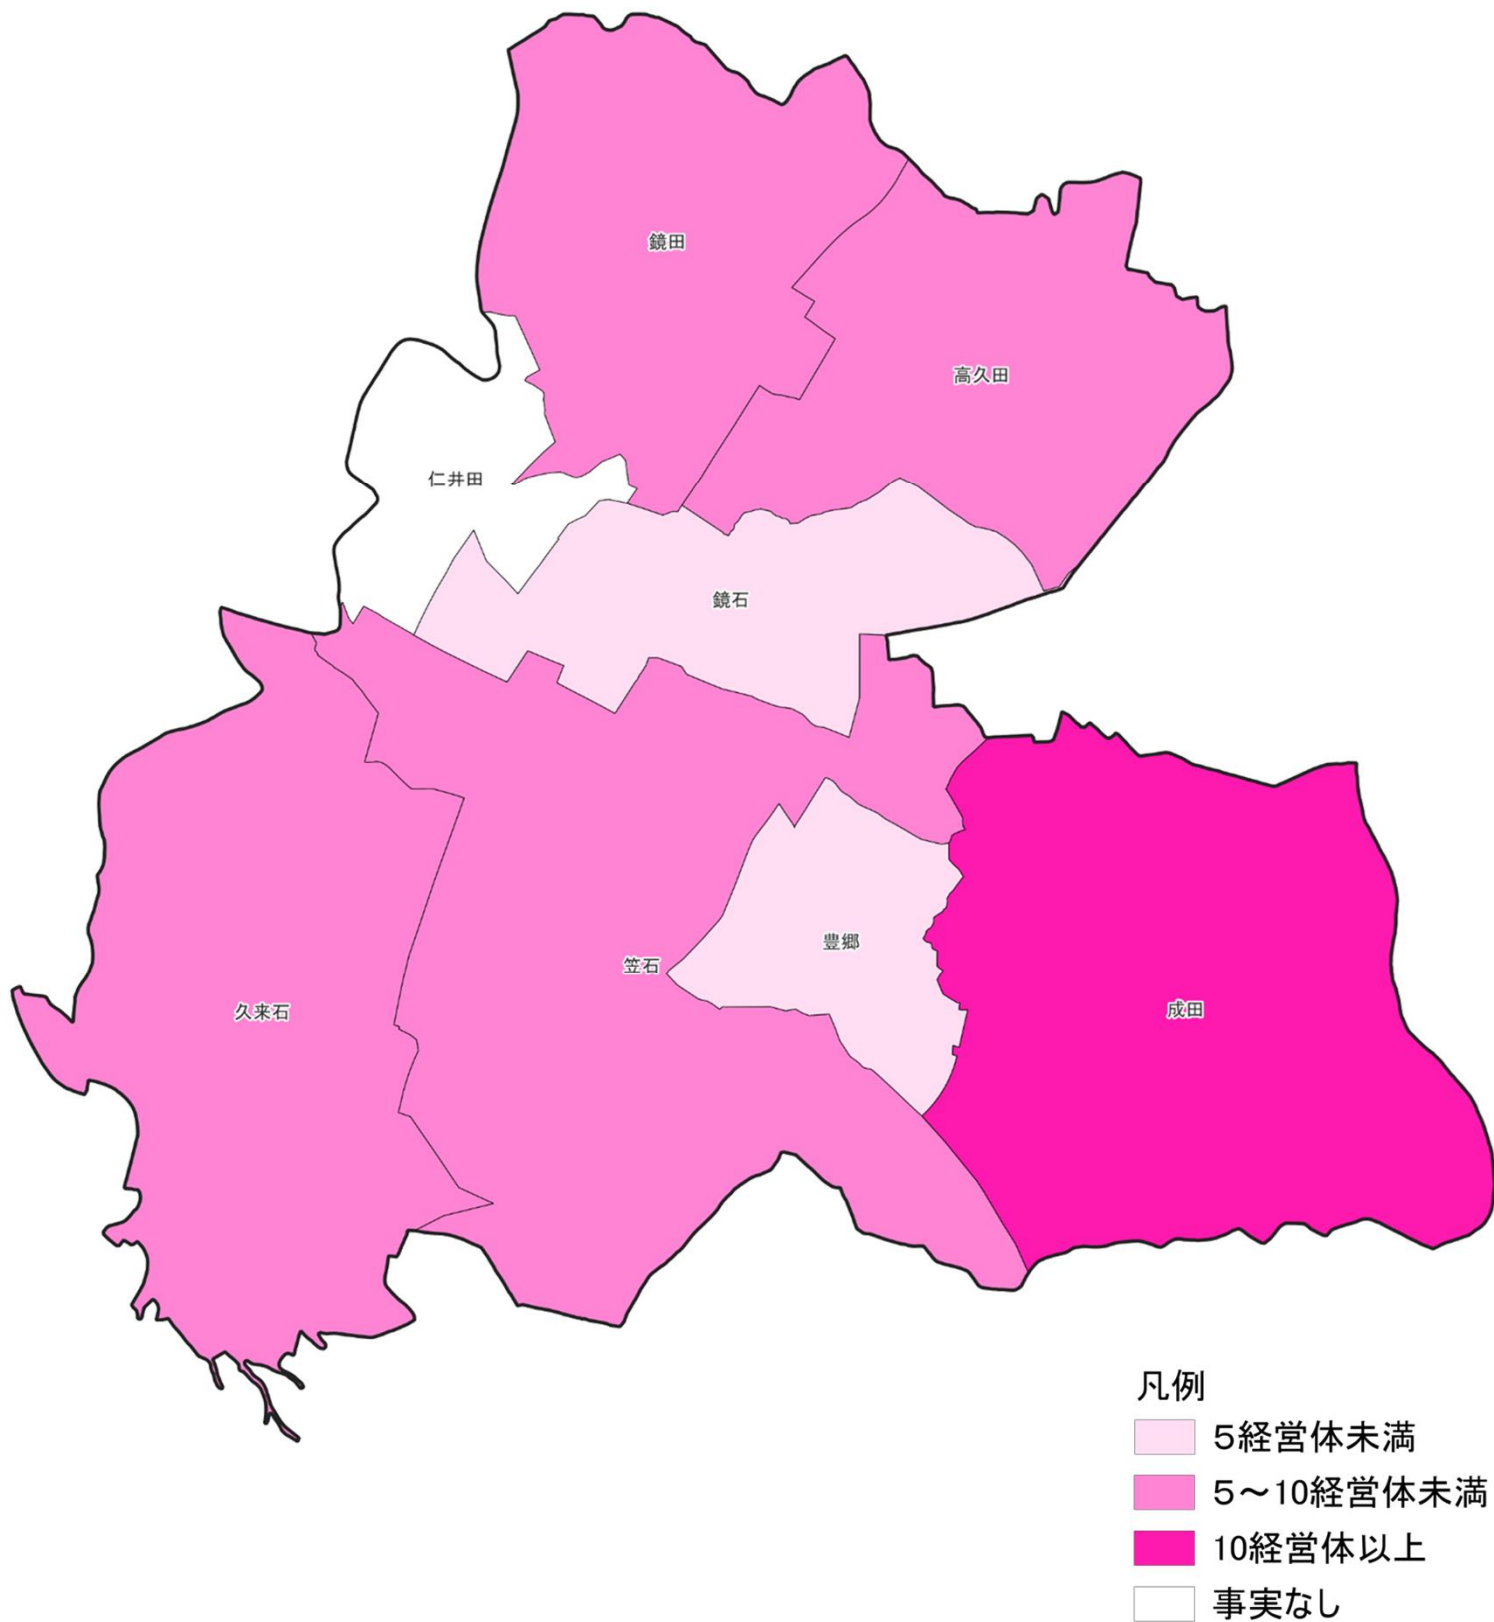 鏡田
高久田
仁井田
鏡石
豊郷
笠石
久来石
成田
凡例
5経営体未満
5～10経営体未満
10経営体以上
事実なし